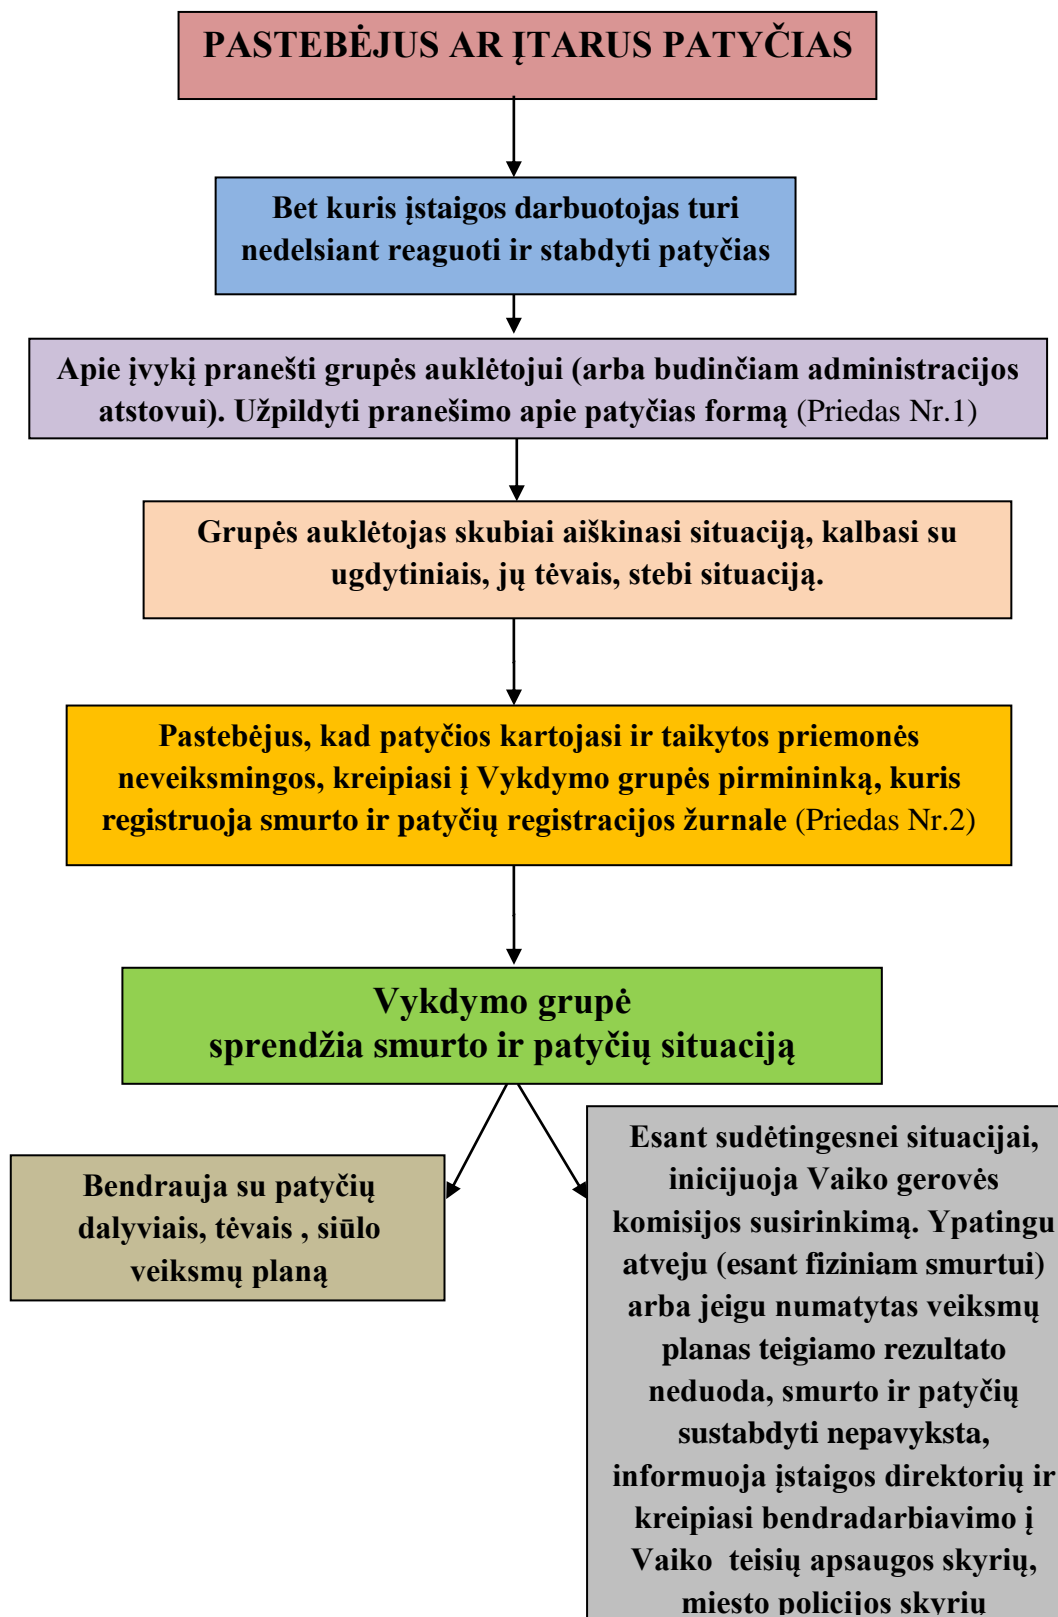 PASTEBĖJUS AR ĮTARUS PATYČIAS
Bet kuris įstaigos darbuotojas turi
nedelsiant reaguoti ir stabdyti patyčias
Apie įvykį pranešti grupės auklėtojui (arba budinčiam administracijos
atstovui). Užpildyti pranešimo apie patyčias formą (Priedas Nr.1)
Grupės auklėtojas skubiai aiškinasi situaciją, kalbasi su
ugdytiniais, jų tėvais, stebi situaciją.
Pastebėjus, kad patyčios kartojasi ir taikytos priemonės
neveiksmingos, kreipiasi į Vykdymo grupės pirmininką, kuris
registruoja smurto ir patyčių registracijos žurnale (Priedas Nr.2)
Vykdymo grupė
sprendžia smurto ir patyčių situaciją
Bendrauja su patyčių
dalyviais, tėvais , siūlo
veiksmų planą
Esant sudėtingesnei situacijai,
inicijuoja Vaiko gerovės
komisijos susirinkimą. Ypatingu
atveju (esant fiziniam smurtui)
arba jeigu numatytas veiksmų
planas teigiamo rezultato
neduoda, smurto ir patyčių
sustabdyti nepavyksta,
informuoja įstaigos direktorių ir
kreipiasi bendradarbiavimo į
Vaiko teisių apsaugos skyrių,
miesto policijos skyrių